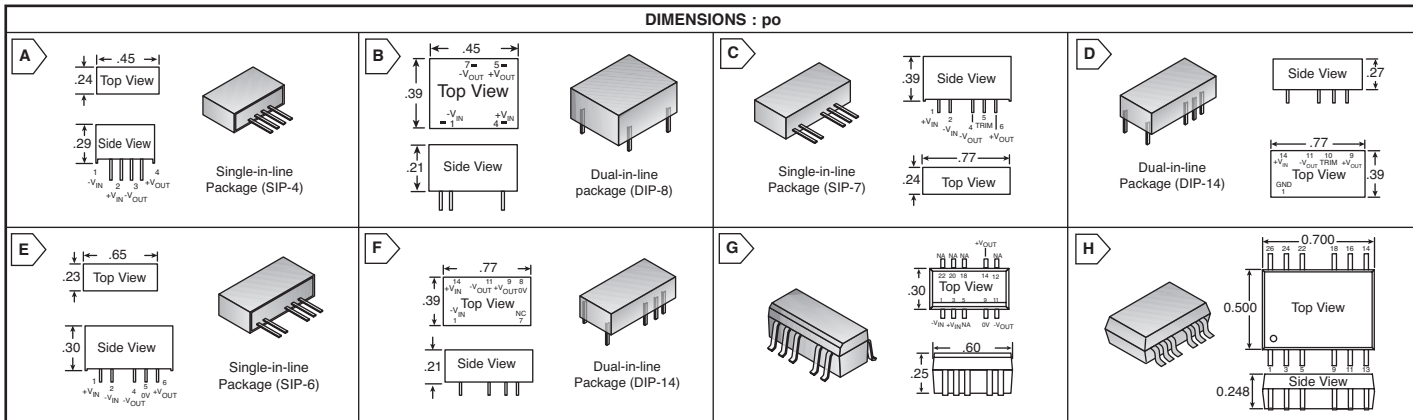 DIMENSIONS : po
A
.45
.24 Top View
.29 Side View
1 4
-VIN +VOUT
2 3
+VIN -VOUT
Single-in-line
Package (SIP-4)
B
.45
7 5
-VOUT +VOUT
.39 Top View
-VIN +VIN
1 4
.21 Side View
Dual-in-line
package (DIP-8)
C
Single-in-line
Package (SIP-7)
.39 Side View
1 2 4 5 6
+VIN -VIN -VOUT TRIM +VOUT
.77
.24 Top View
D
Dual-in-line
Package (DIP-14)
Side View .27
.77
14 11 10 9
+VIN -VOUT TRIM +VOUT
Top View .39
GND
1
E
.65
.23 Top View
.30 Side View
1 2 4 5 6
+VIN -VIN -VOUT 0V +VOUT
Single-in-line
Package (SIP-6)
F
.77
14 11 9 8
+VIN -VOUT +VOUT 0V
.39 Top View
-VIN NC
1 7
.21 Side View
Dual-in-line
Package (DIP-14)
G
+VOUT
NA NA NA NA
22 20 18 14 12
.30 Top View
1 3 5 9 11
-VIN +VIN NA 0V -VOUT
.60
.25
H
0.700
26 24 22 18 16 14
0.500 Top View
1 3 5 9 11 13
0.248 Side View